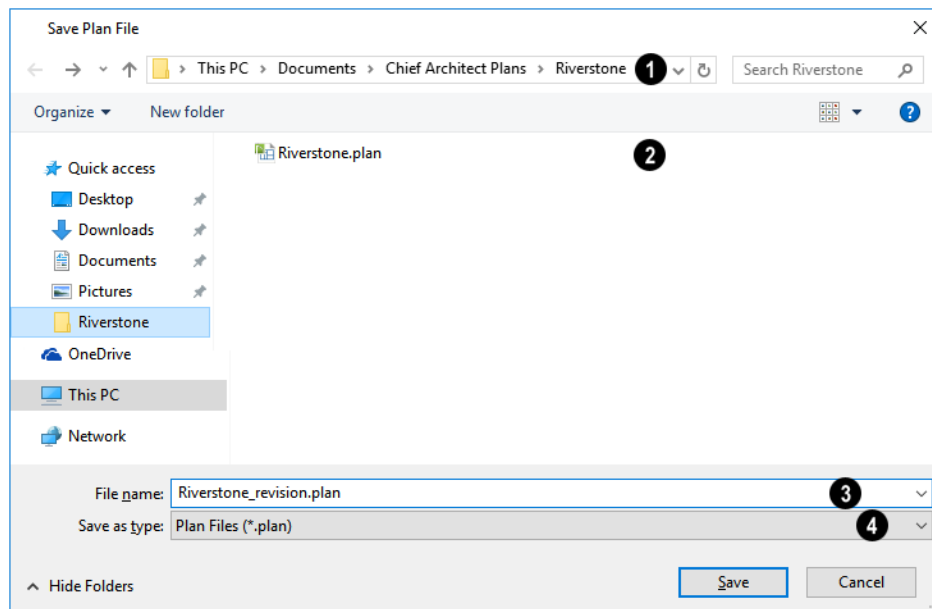 Save Plan File
This PC > Documents > Chief Architect Plans > Riverstone 1 Search Riverstone
Organize New folder ?
Riverstone.plan 2
Quick access
Desktop
Downloads
Documents
Pictures
Riverstone
OneDrive
This PC
Network
File name: Riverstone_revision.plan 3
Save as type: Plan Files (*.plan) 4
Hide Folders Save Cancel